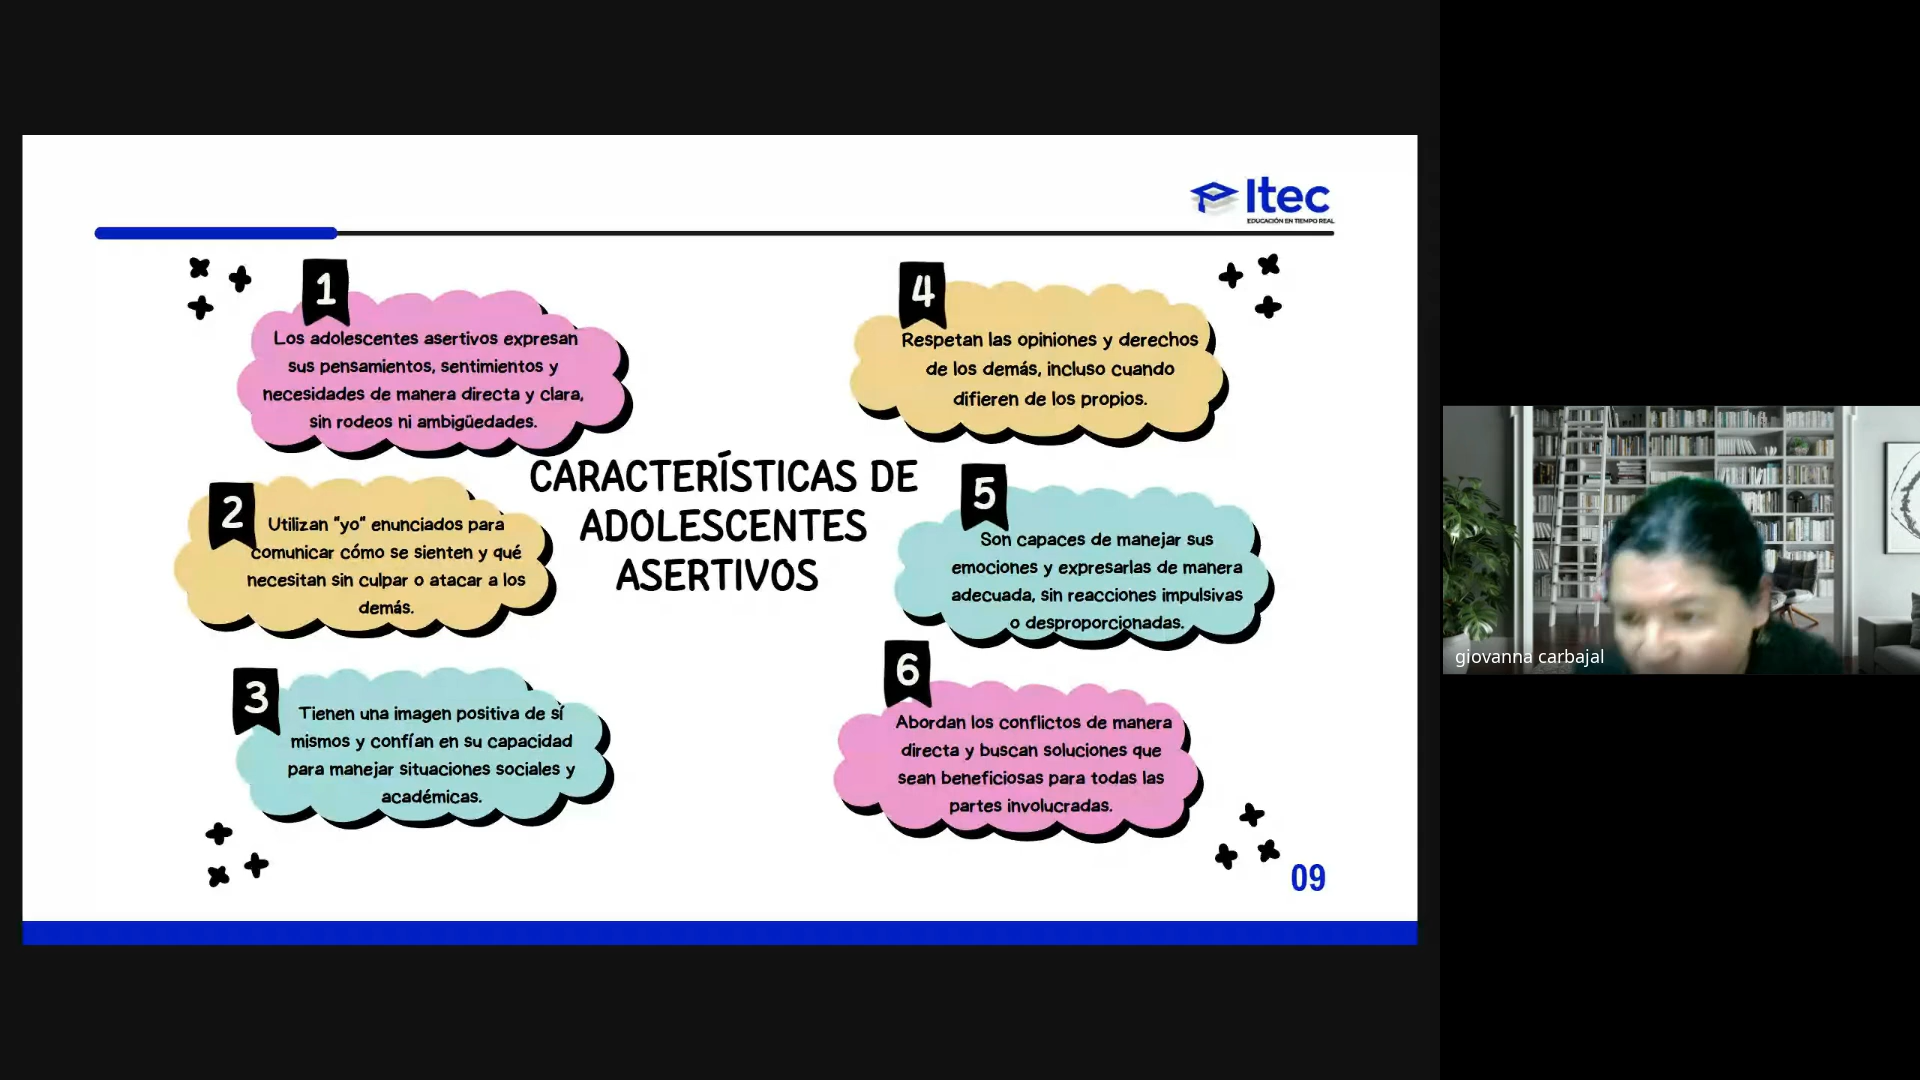 Itec
EDUCACIÓN EN TIEMPO REAL
1
Los adolescentes asertivos expresan
sus pensamientos, sentimientos y
necesidades de manera directa y clara,
sin rodeos ni ambigüedades.
2
Utilizan "yo" enunciados para
comunicar cómo se sienten y qué
necesitan sin culpar o atacar a los
demás.
3
Tienen una imagen positiva de sí
mismos y confían en su capacidad
para manejar situaciones sociales y
académicas.
CARACTERÍSTICAS DE
ADOLESCENTES
ASERTIVOS
4
Respetan las opiniones y derechos
de los demás, incluso cuando
difieren de los propios.
5
Son capaces de manejar sus
emociones y expresarlas de manera
adecuada, sin reacciones impulsivas
o desproporcionadas.
6
Abordan los conflictos de manera
directa y buscan soluciones que
sean beneficiosas para todas las
partes involucradas.
09
giovanna carbajal